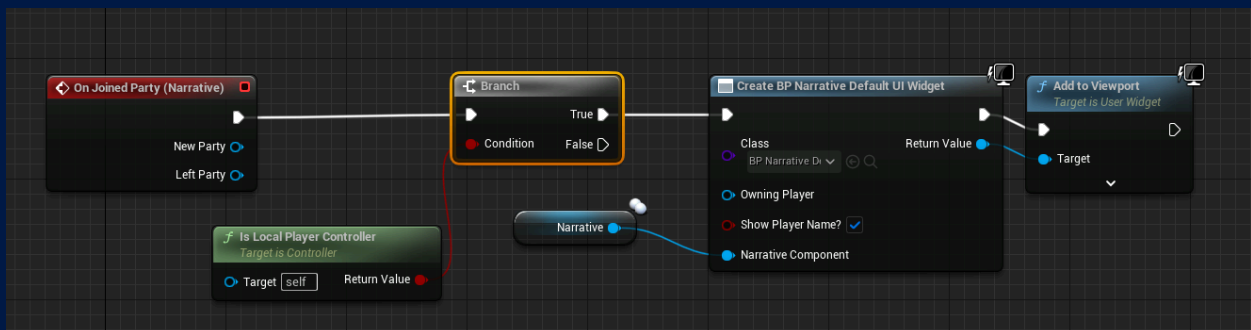 On Joined Party (Narrative)
New Party
Left Party
Branch
True
Condition
False
Is Local Player Controller
Target is Controller
Target
self
Return Value
Narrative
Create BP Narrative Default UI Widget
Class
BP Narrative De
Return Value
Owning Player
Show Player Name?
Narrative Component
Add to Viewport
Target is User Widget
Target